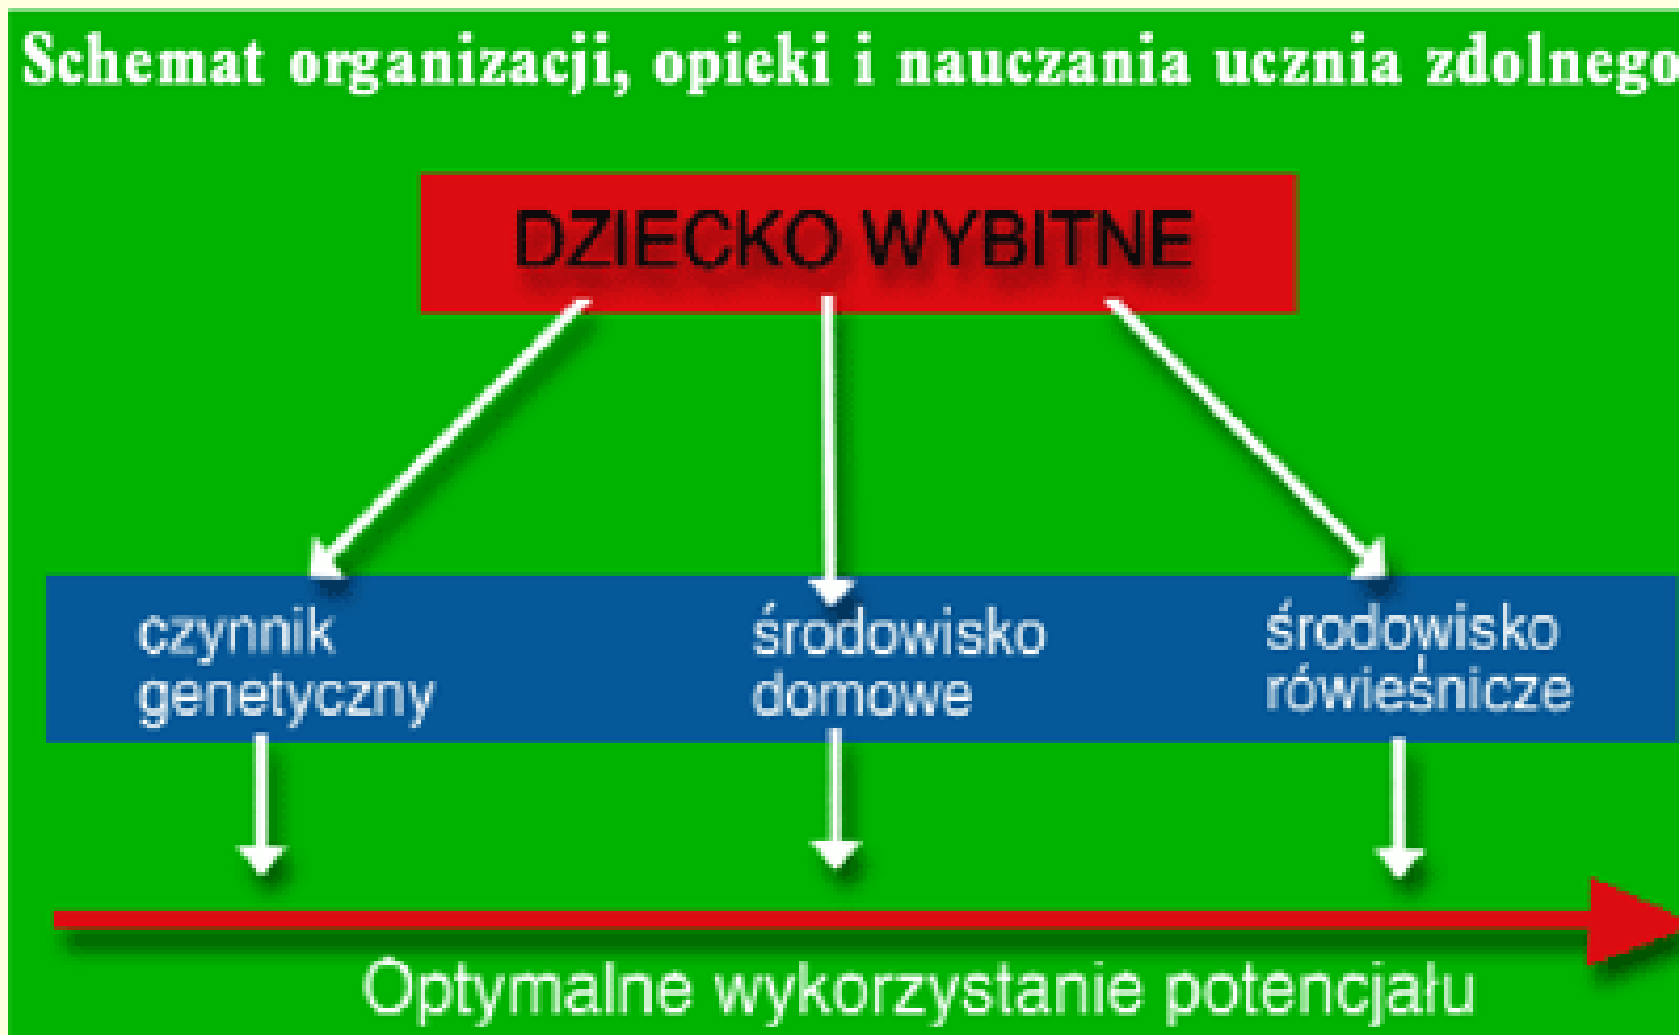 Schemat organizacji, opieki i nauczania ucznia zdolnego
DZIECKO WYBITNE
czynnik
genetyczny
środowisko
domowe
środowisko
rówieśnicze
Optymalne wykorzystanie potencjału